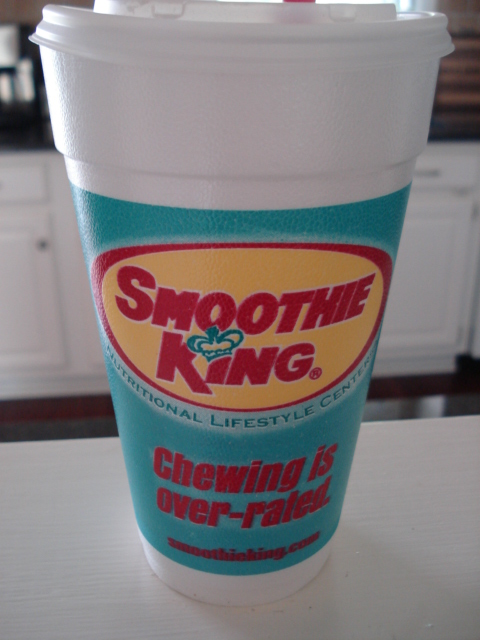 SMOOTHIE
KING®
NUTRITIONAL LIFESTYLE CENTER
Chewing is
over-rated.
smoothieking.com